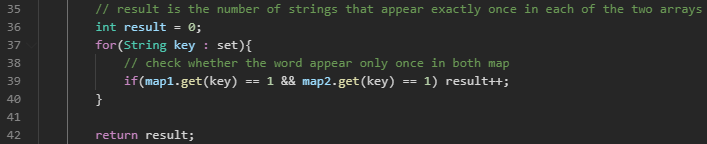 35 // result is the number of strings that appear exactly once in each of the two arrays
36 int result = 0;
37 for(String key : set){
38 // check whether the word appear only once in both map
39 if(map1.get(key) == 1 && map2.get(key) == 1) result++;
40 }
41
42 return result;